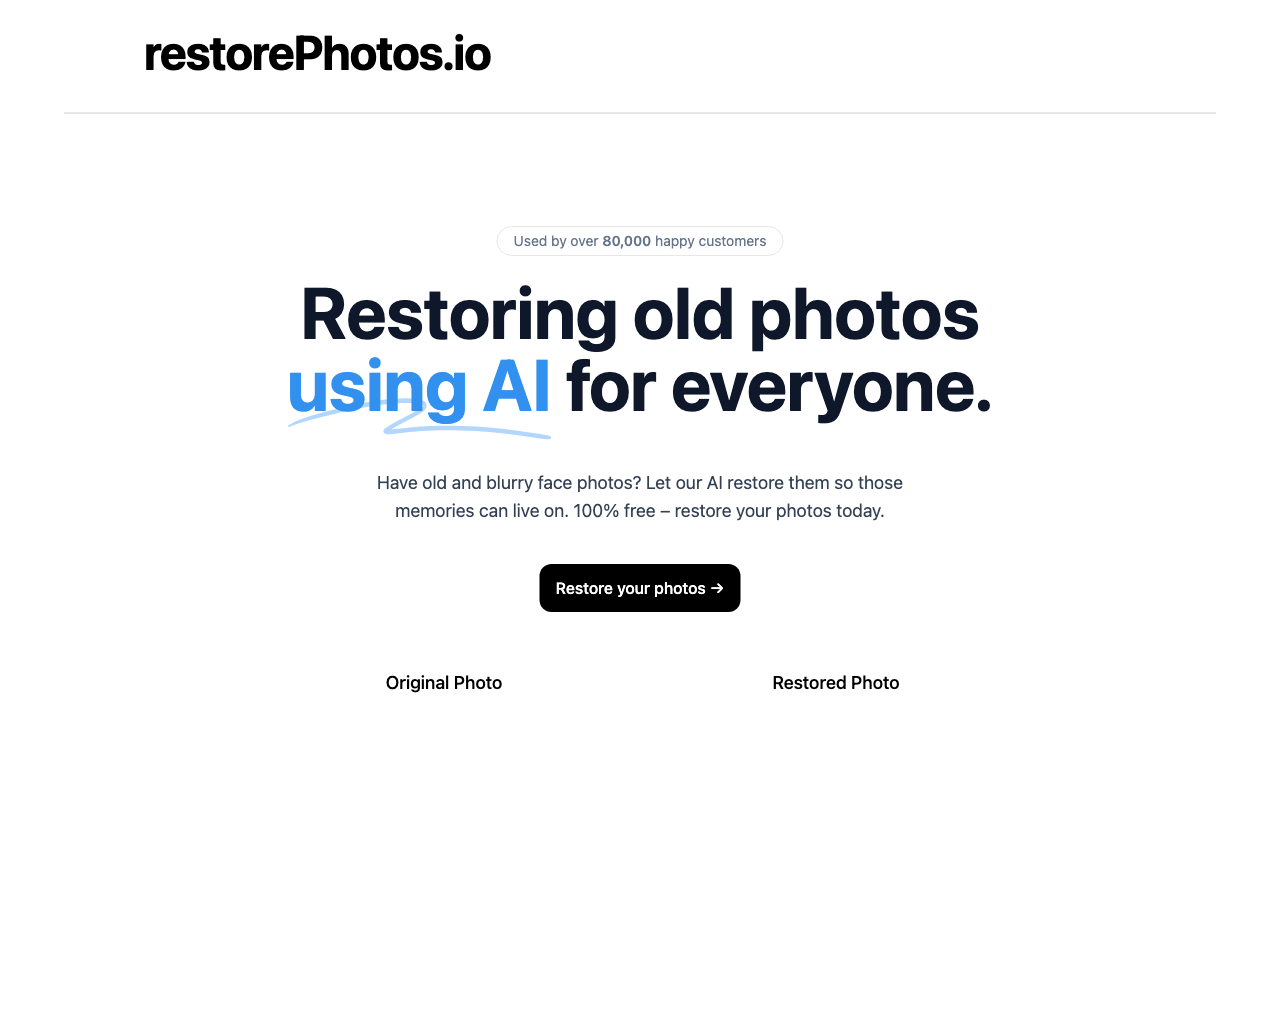 restorePhotos.io
Used by over 80,000 happy customers
Restoring old photos
using AI for everyone.
Have old and blurry face photos? Let our AI restore them so those
memories can live on. 100% free – restore your photos today.
Restore your photos →
Original Photo
Restored Photo